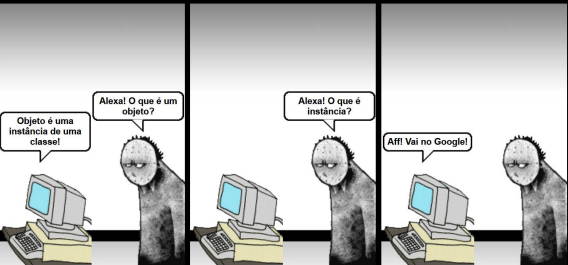 Alexa! O que é um
objeto?
Objeto é uma
instância de uma
classe!
Alexa! O que é
instância?
Aff! Vai no Google!